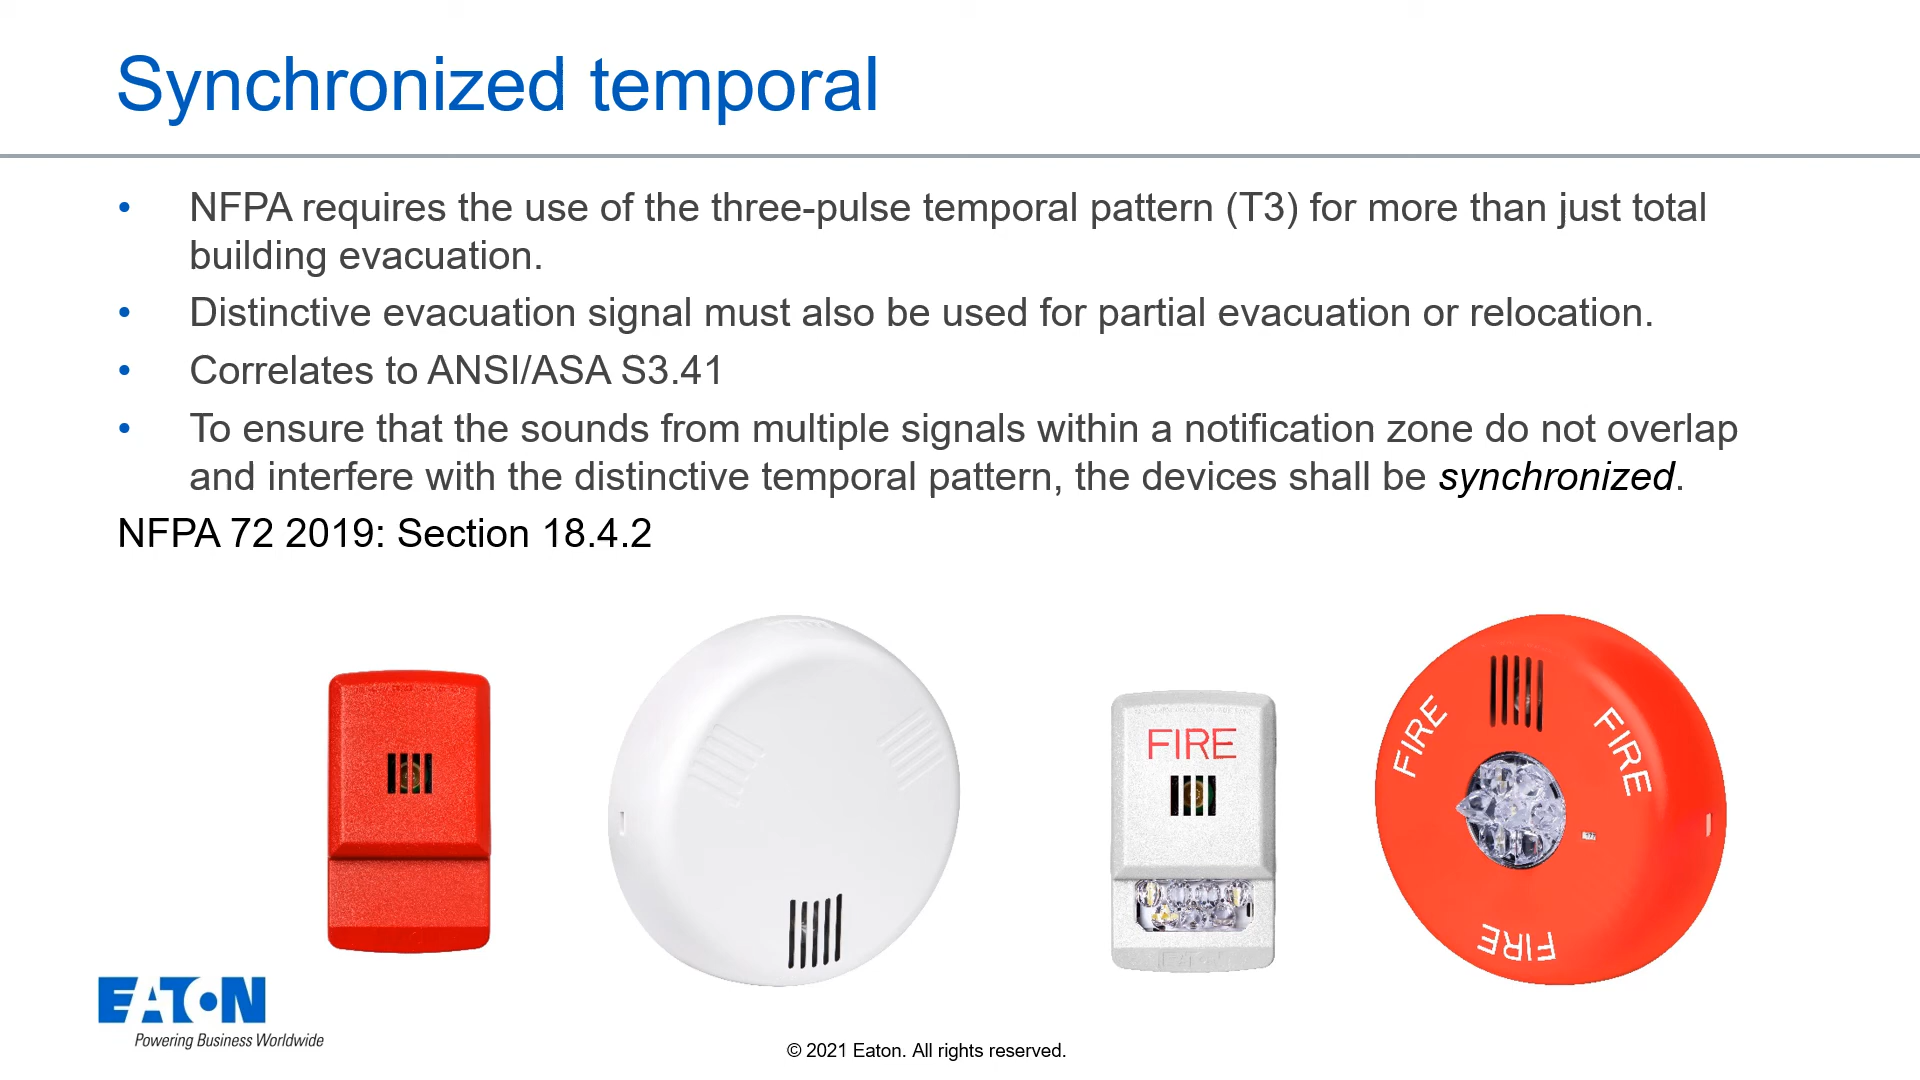 Synchronized temporal
• NFPA requires the use of the three-pulse temporal pattern (T3) for more than just total
building evacuation.
• Distinctive evacuation signal must also be used for partial evacuation or relocation.
• Correlates to ANSI/ASA S3.41
• To ensure that the sounds from multiple signals within a notification zone do not overlap
and interfere with the distinctive temporal pattern, the devices shall be synchronized.
NFPA 72 2019: Section 18.4.2
FIRE
FIRE
FIRE
FIRE
EATON
EATON
Powering Business Worldwide
© 2021 Eaton. All rights reserved.